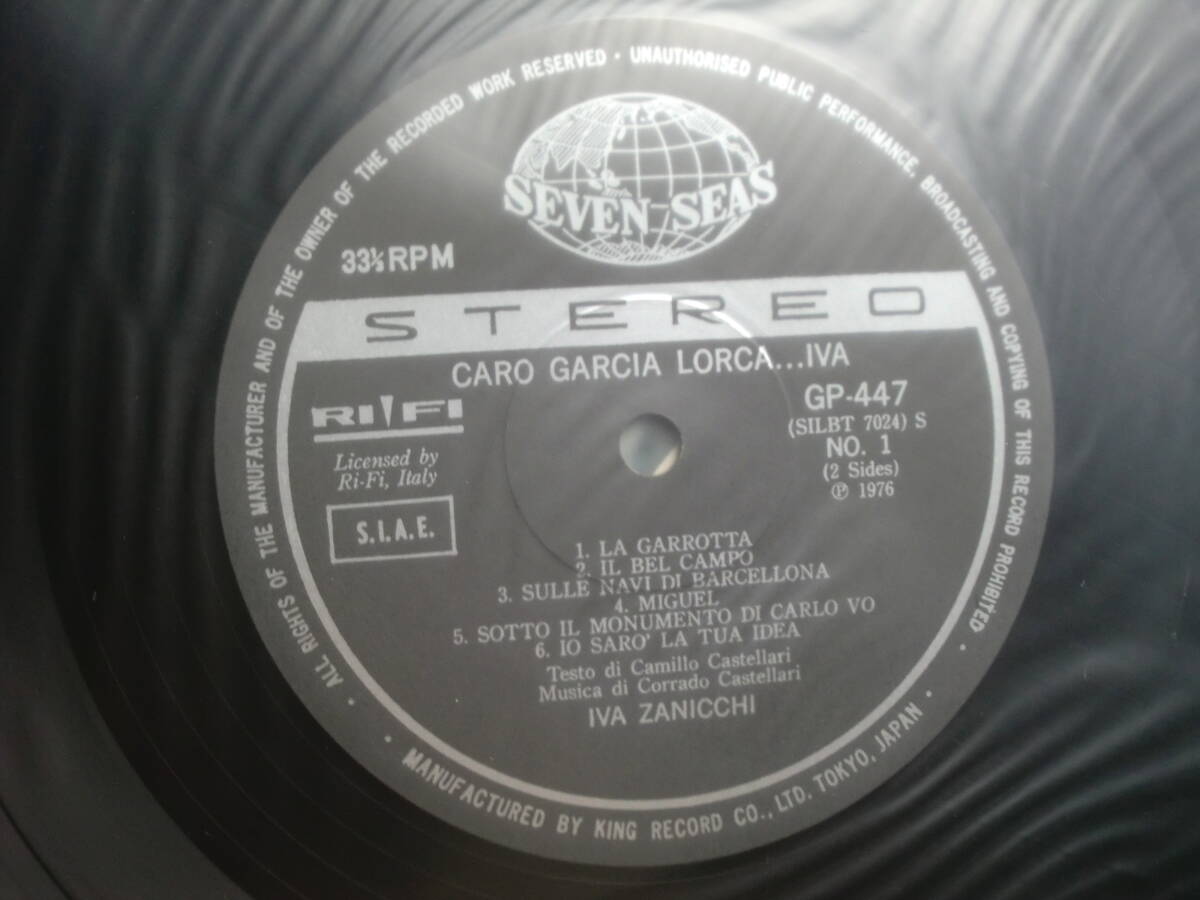 ALL RIGHTS OF THE MANUFACTURER AND OF THE OWNER OF THE RECORDED WORK RESERVED · UNAUTHORISED PUBLIC PERFORMANCE, BROADCASTING AND COPYING OF THIS RECORD PROHIBITED ·
SEVEN SEAS
33⅓RPM
STEREO
CARO GARCIA LORCA...IVA
RI-FI
Licensed by
Ri-Fi, Italy
S.I.A.E.
GP-447
(SILBT 7024) S
NO. 1
(2 Sides)
℗ 1976
1. LA GARROTTA
2. IL BEL CAMPO
3. SULLE NAVI DI BARCELLONA
4. MIGUEL
5. SOTTO IL MONUMENTO DI CARLO VO
6. IO SARO' LA TUA IDEA
Testo di Camillo Castellari
Musica di Corrado Castellari
IVA ZANICCHI
· MANUFACTURED BY KING RECORD CO., LTD. TOKYO, JAPAN ·